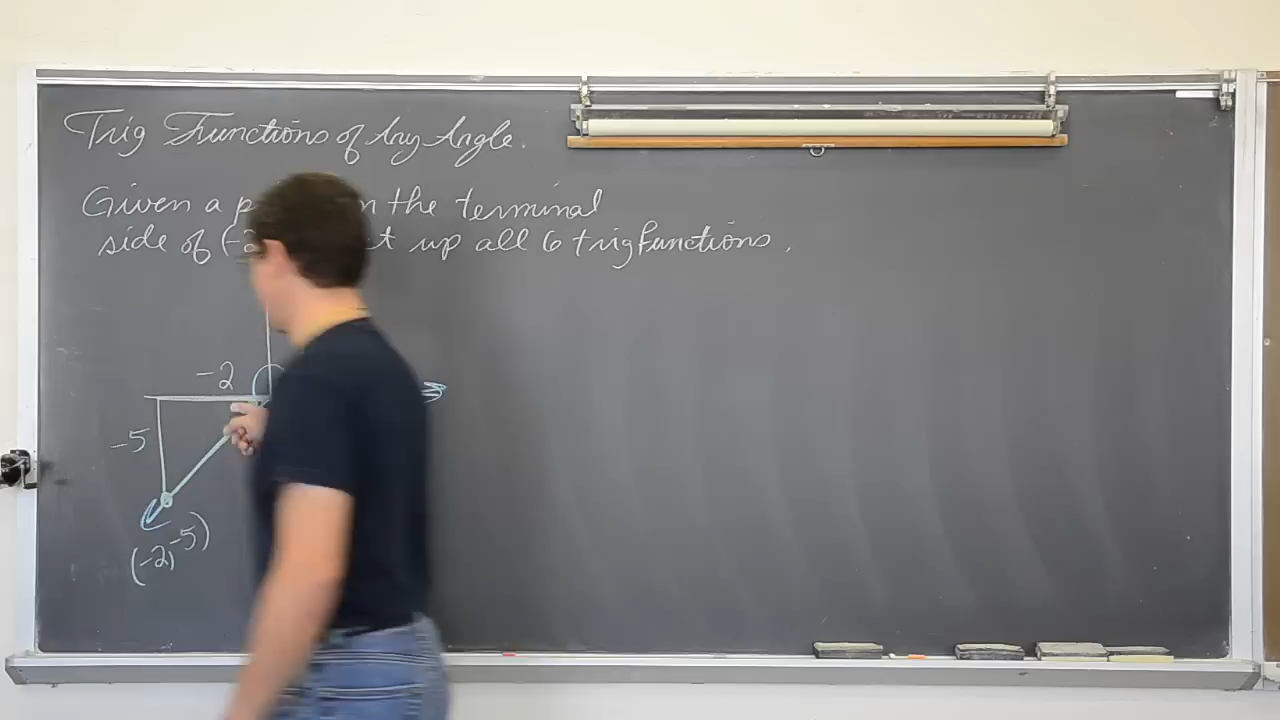 Trig Functions of Any Angle.
Given a p n the terminal
side of (-2 t up all 6 trig functions.
-2
-5
(-2, -5)